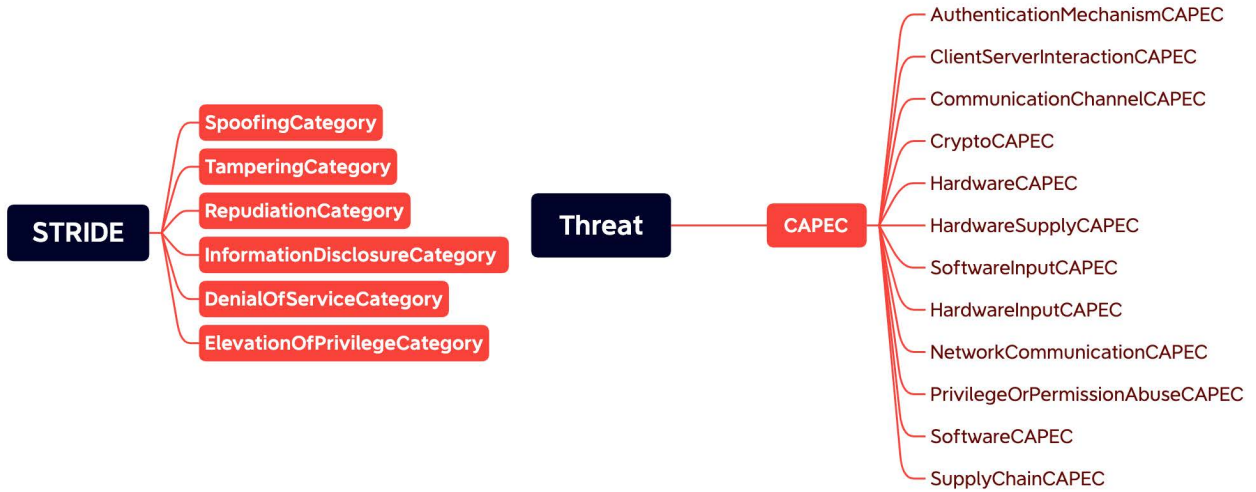 STRIDE
SpoofingCategory
TamperingCategory
RepudiationCategory
InformationDisclosureCategory
DenialOfServiceCategory
ElevationOfPrivilegeCategory
Threat
CAPEC
AuthenticationMechanismCAPEC
ClientServerInteractionCAPEC
CommunicationChannelCAPEC
CryptoCAPEC
HardwareCAPEC
HardwareSupplyCAPEC
SoftwareInputCAPEC
HardwareInputCAPEC
NetworkCommunicationCAPEC
PrivilegeOrPermissionAbuseCAPEC
SoftwareCAPEC
SupplyChainCAPEC